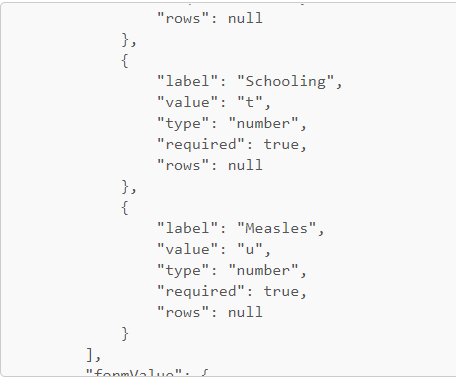 "rows": null
},
{
"label": "Schooling",
"value": "t",
"type": "number",
"required": true,
"rows": null
},
{
"label": "Measles",
"value": "u",
"type": "number",
"required": true,
"rows": null
}
],
"formValue": {